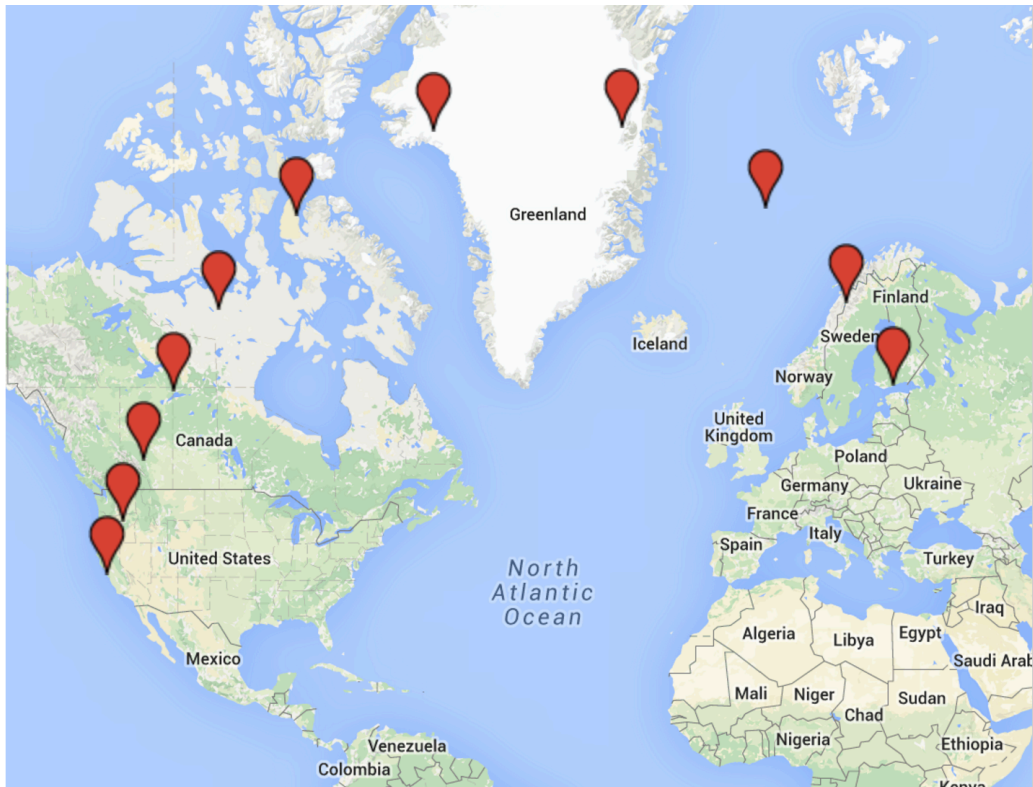 Greenland
Finland
Iceland
Sweden
Norway
United
Kingdom
Canada
Poland
Germany
Ukraine
France
Italy
Spain
United States
Turkey
North
Atlantic
Ocean
Iraq
Algeria
Libya
Egypt
Mexico
Saudi Arab
Mali
Niger
Sudan
Chad
Nigeria
Ethiopia
Venezuela
Colombia
Kenya